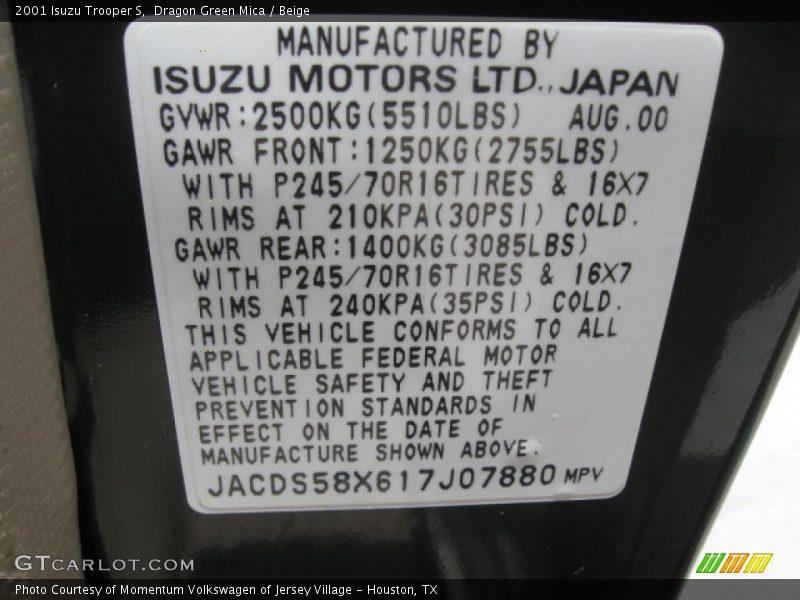 2001 Isuzu Trooper S,  Dragon Green Mica / Beige
MANUFACTURED BY
ISUZU MOTORS LTD., JAPAN
GVWR:2500KG(5510LBS) AUG.00
GAWR FRONT:1250KG(2755LBS)
WITH P245/70R16TIRES & 16X7
RIMS AT 210KPA(30PSI) COLD.
GAWR REAR:1400KG(3085LBS)
WITH P245/70R16TIRES & 16X7
RIMS AT 240KPA(35PSI) COLD.
THIS VEHICLE CONFORMS TO ALL
APPLICABLE FEDERAL MOTOR
VEHICLE SAFETY AND THEFT
PREVENTION STANDARDS IN
EFFECT ON THE DATE OF
MANUFACTURE SHOWN ABOVE.
JACDS58X617J07880 MPV
GTCARLOT.COM
Photo Courtesy of Momentum Volkswagen of Jersey Village - Houston, TX